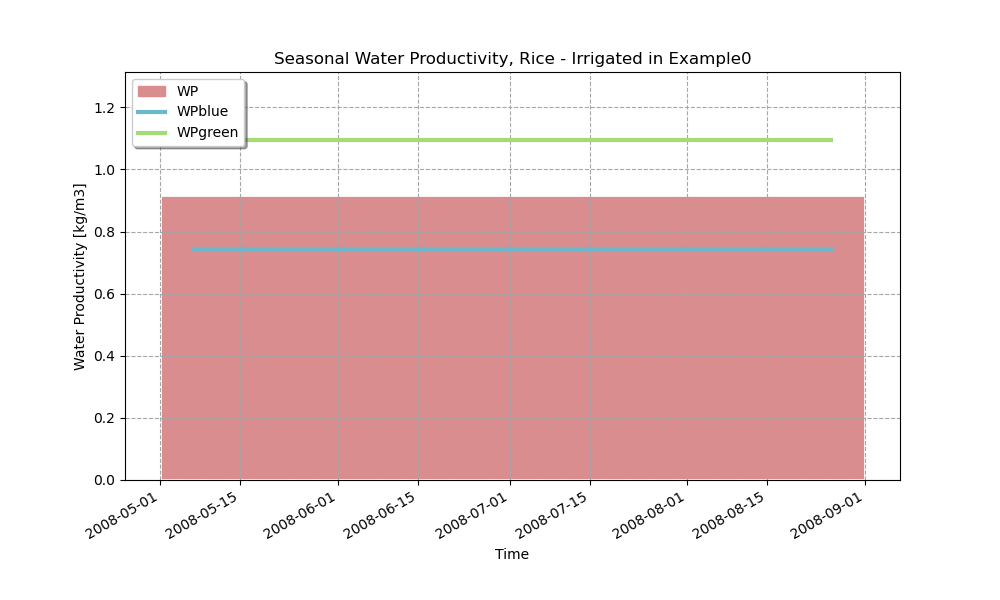 Seasonal Water Productivity, Rice - Irrigated in Example0
WP
WPblue
WPgreen
Water Productivity [kg/m3]
1.2
1.0
0.8
0.6
0.4
0.2
0.0
2008-05-01
2008-05-15
2008-06-01
2008-06-15
2008-07-01
2008-07-15
2008-08-01
2008-08-15
2008-09-01
Time